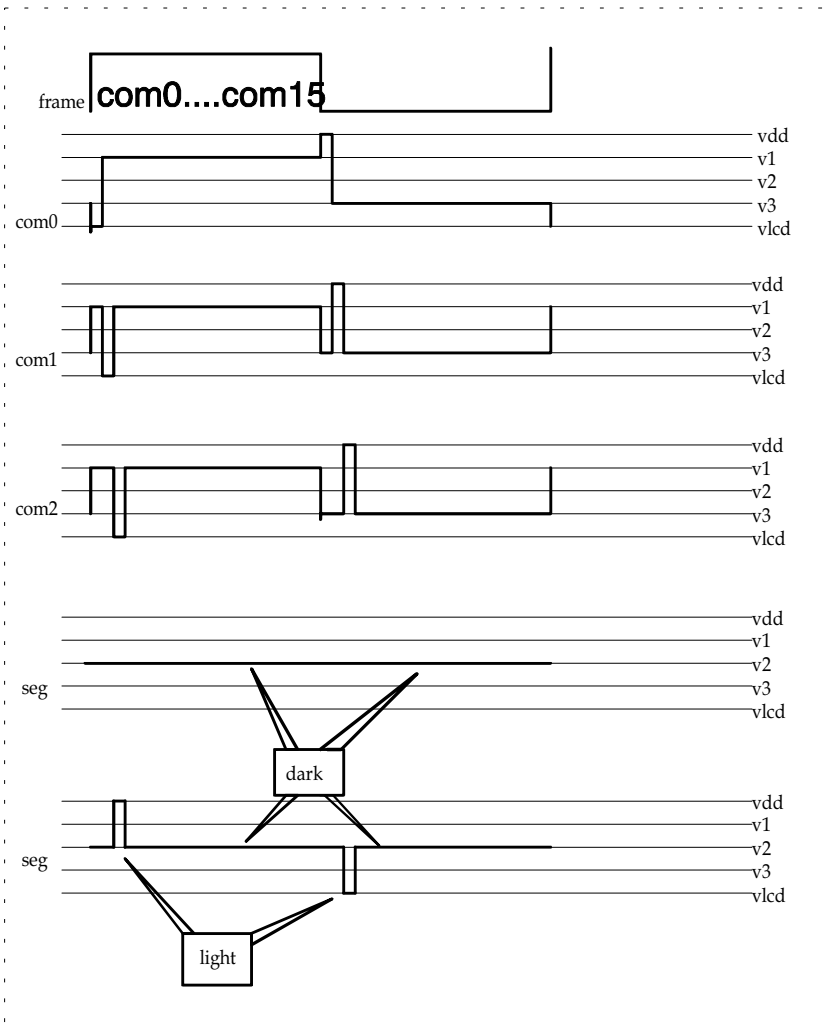 frame com0....com15
vdd
v1
v2
v3
com0
vlcd
vdd
v1
v2
v3
com1
vlcd
vdd
v1
v2
com2
v3
vlcd
vdd
v1
v2
seg
v3
vlcd
dark
vdd
v1
v2
seg
v3
vlcd
light